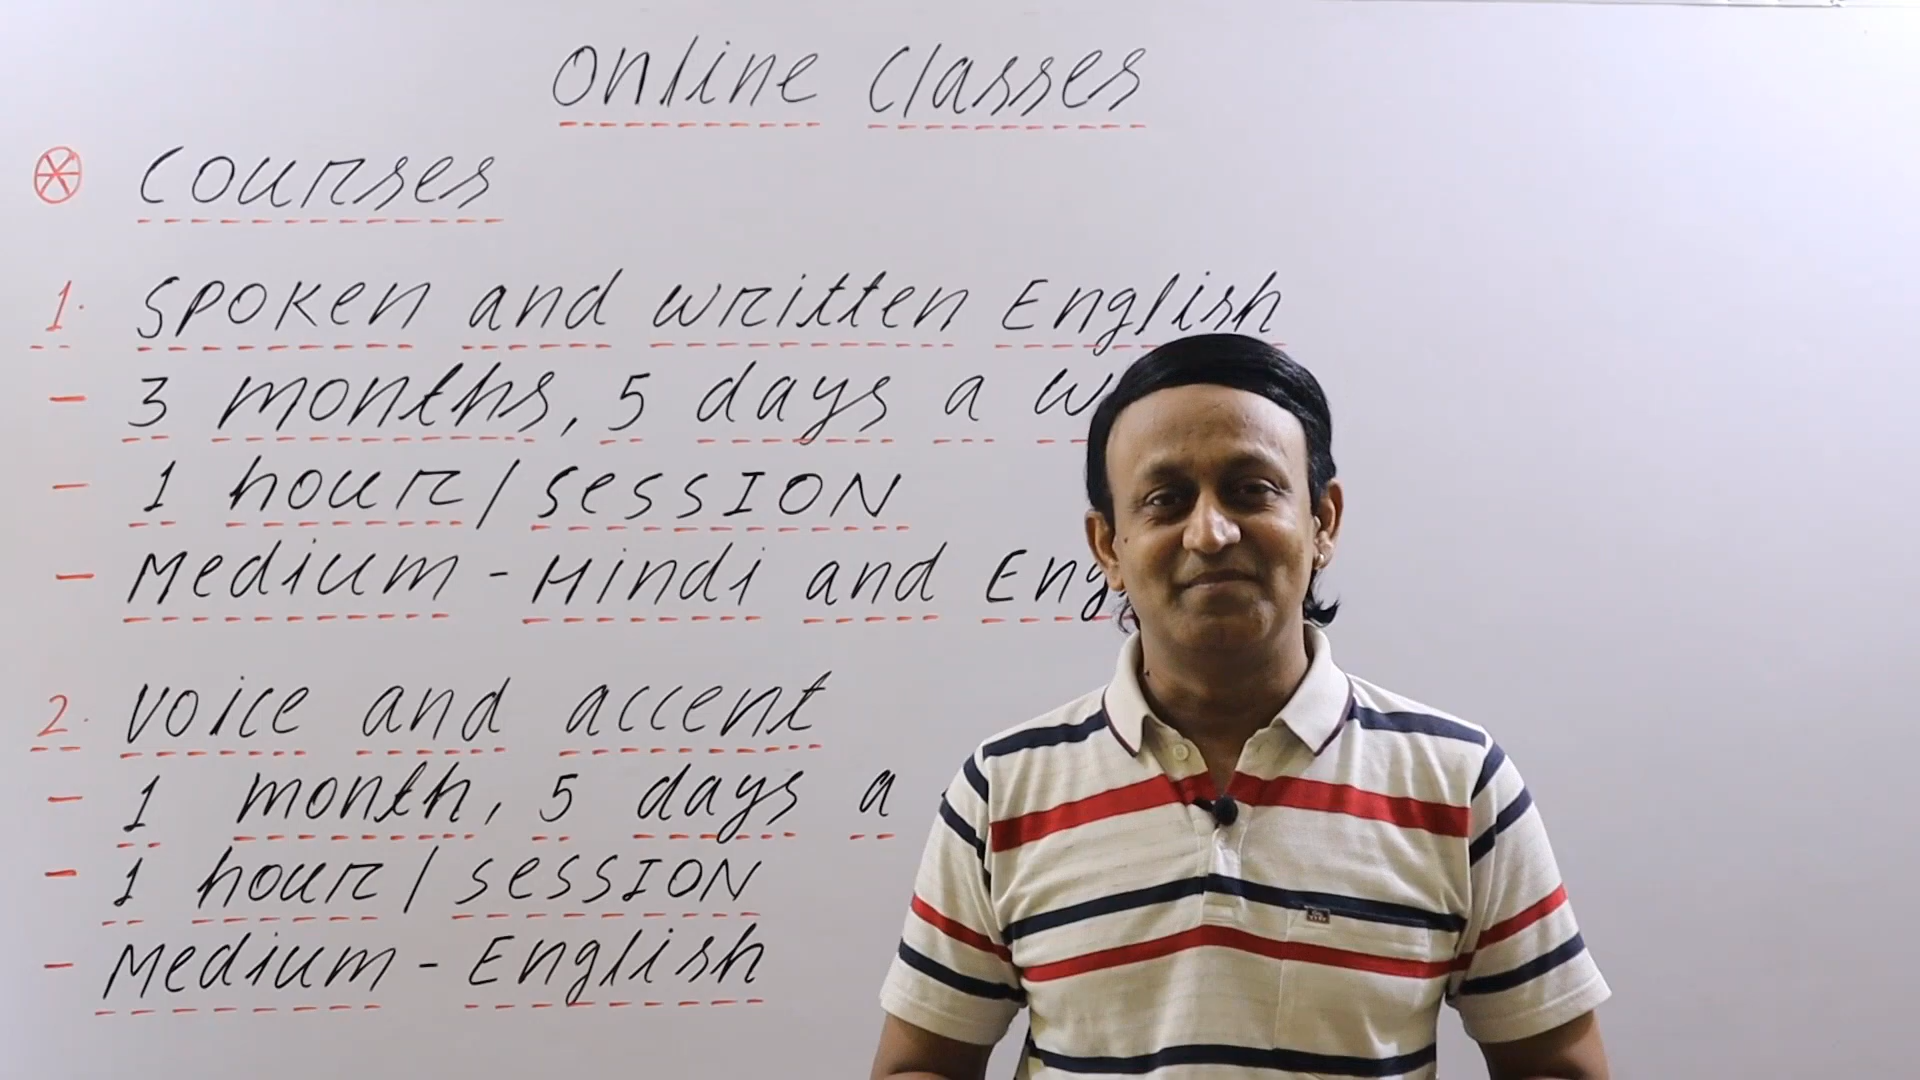 Online Classes
Courses
1. Spoken and written English
- 3 months, 5 days a w
- 1 hour/session
- Medium - Hindi and Eng
2. Voice and accent
- 1 month, 5 days a
- 1 hour/session
- Medium - English